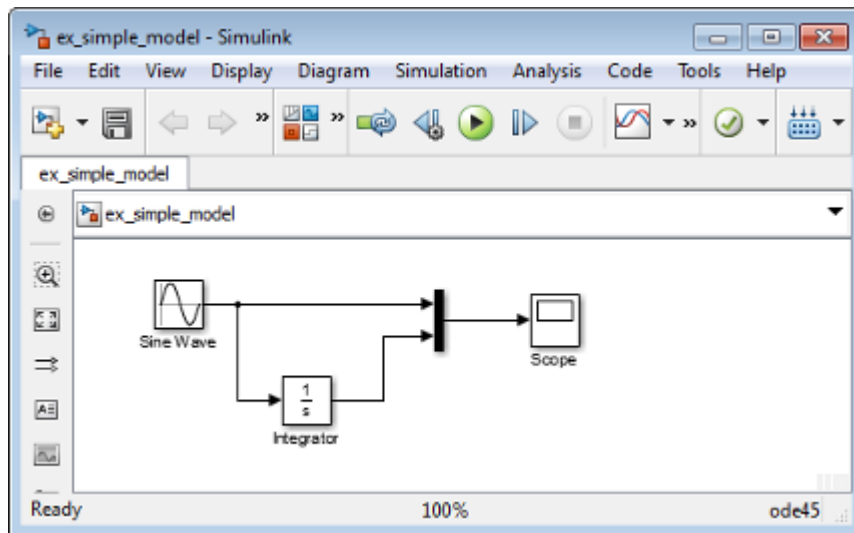 ex_simple_model - Simulink
File Edit View Display Diagram Simulation Analysis Code Tools Help
ex_simple_model
ex_simple_model
Sine Wave
Scope
1
s
Integrator
Ready 100% ode45